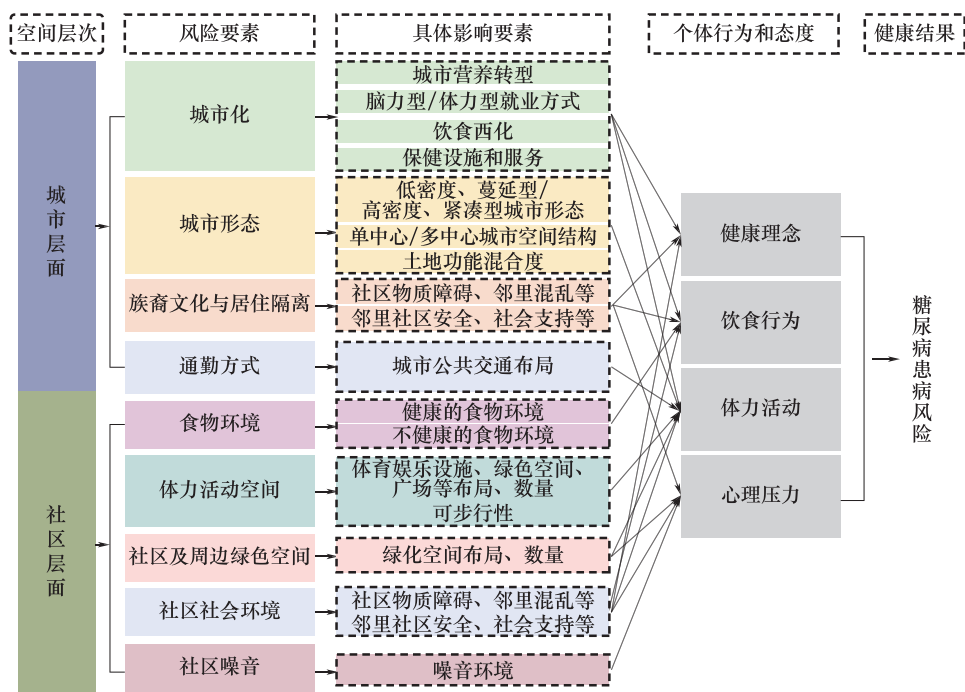 空间层次
风险要素
具体影响要素
个体行为和态度
健康结果
城市层面
城市化
城市营养转型
脑力型/体力型就业方式
饮食西化
保健设施和服务
城市形态
低密度、蔓延型/
高密度、紧凑型城市形态
单中心/多中心城市空间结构
土地功能混合度
族裔文化与居住隔离
社区物质障碍、邻里混乱等
邻里社区安全、社会支持等
通勤方式
城市公共交通布局
社区层面
食物环境
健康的食物环境
不健康的食物环境
体力活动空间
体育娱乐设施、绿色空间、
广场等布局、数量
可步行性
社区及周边绿色空间
绿化空间布局、数量
社区社会环境
社区物质障碍、邻里混乱等
邻里社区安全、社会支持等
社区噪音
噪音环境
健康理念
饮食行为
体力活动
心理压力
糖尿病患病风险